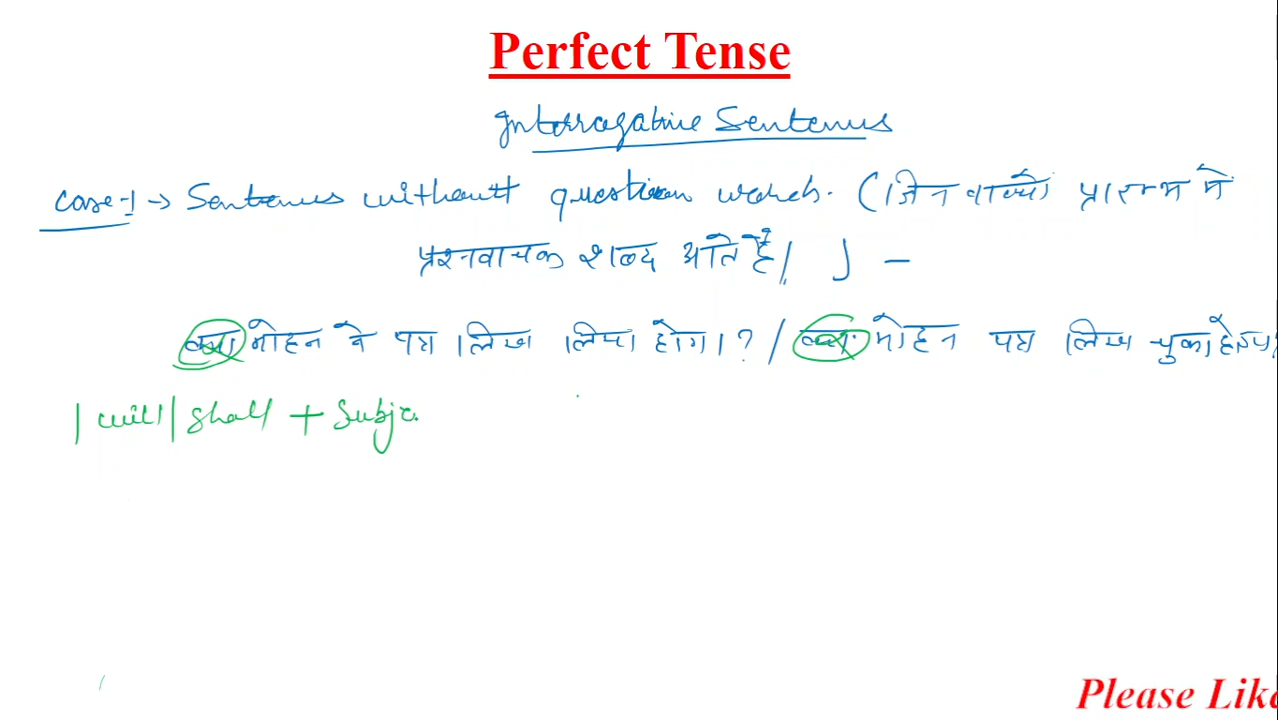 Perfect Tense
Interrogative Sentences
Case-1 → Sentences without question words. (जिन वाक्यो प्रारम्भ मे
प्रश्नवाचक शब्द आते हैं| ) –
क्या मोहन ने पत्र लिख लिया होगा।? / क्या मोहन पत्र लिख चुका होगा
| will | shall + Subje
Please Like